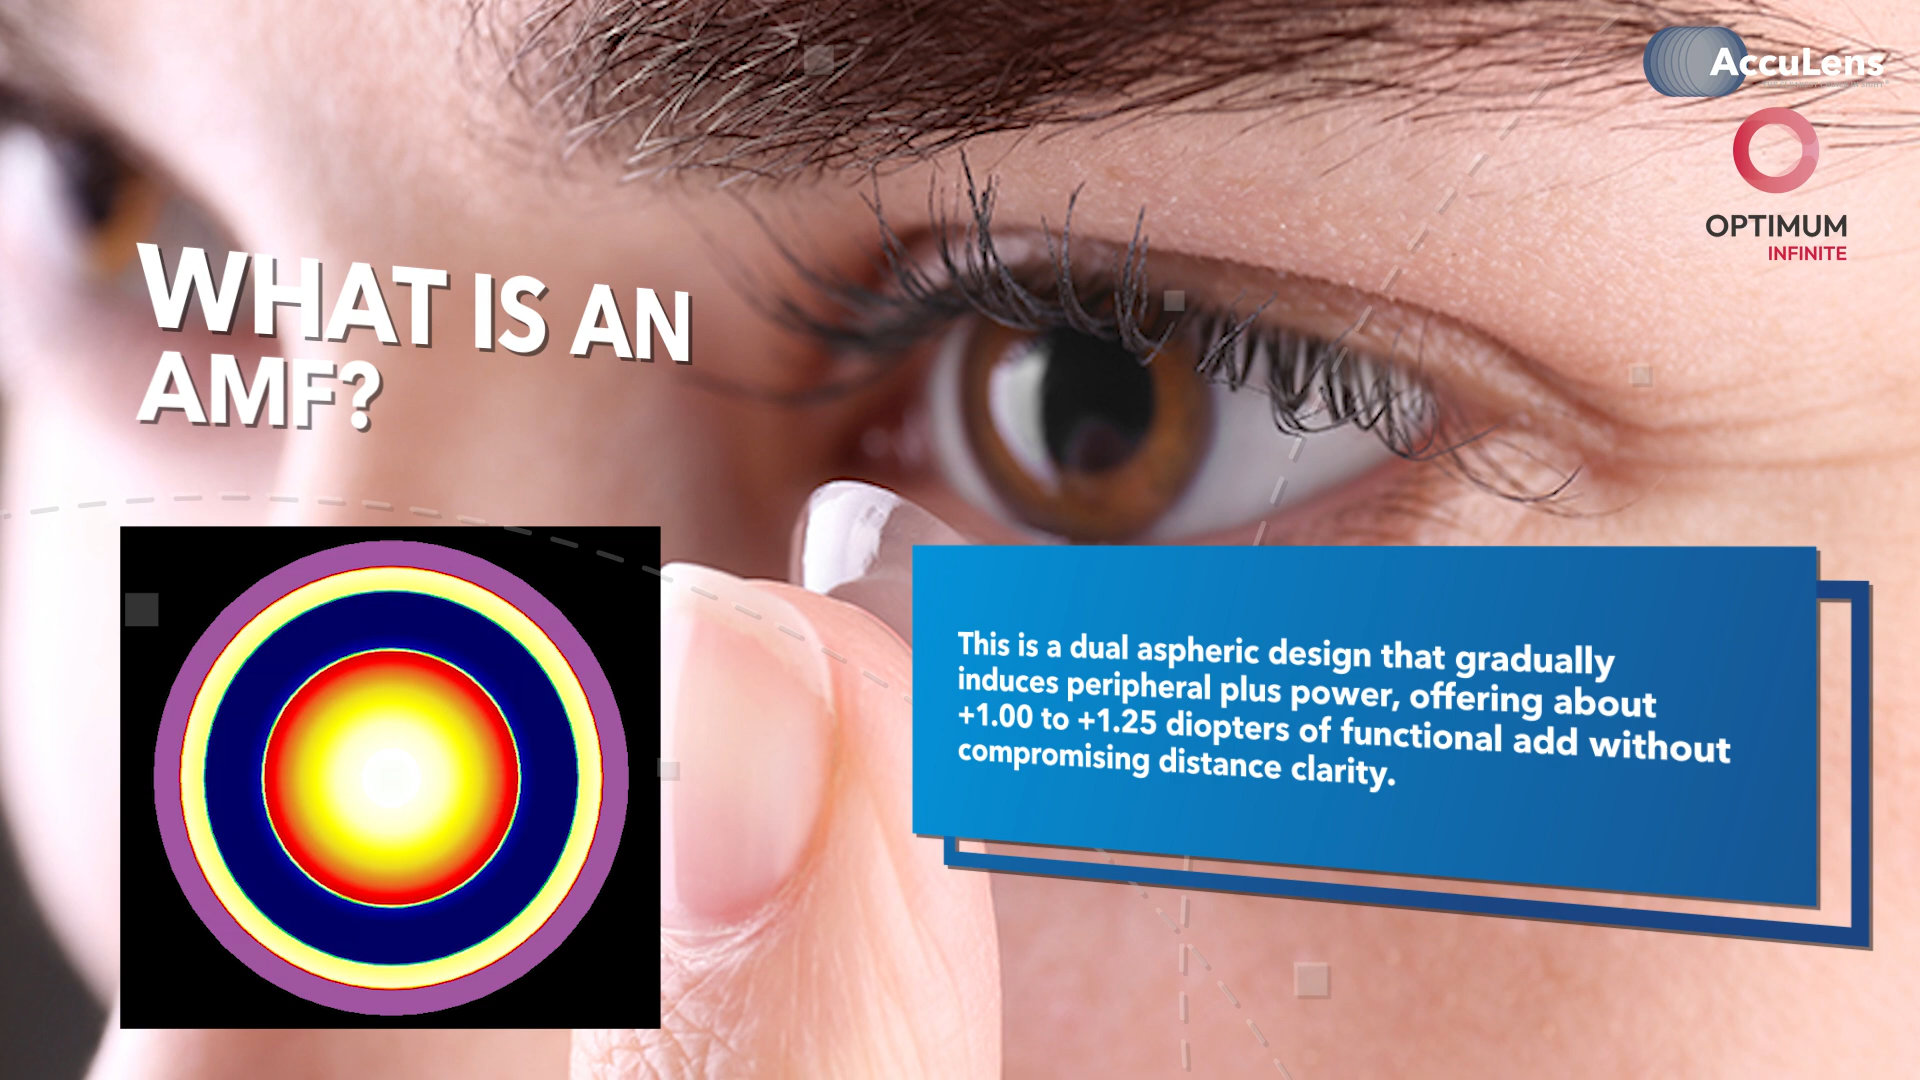 AccuLens
OPTIMUM
INFINITE
WHAT IS AN
AMF?
This is a dual aspheric design that gradually
induces peripheral plus power, offering about
+1.00 to +1.25 diopters of functional add without
compromising distance clarity.